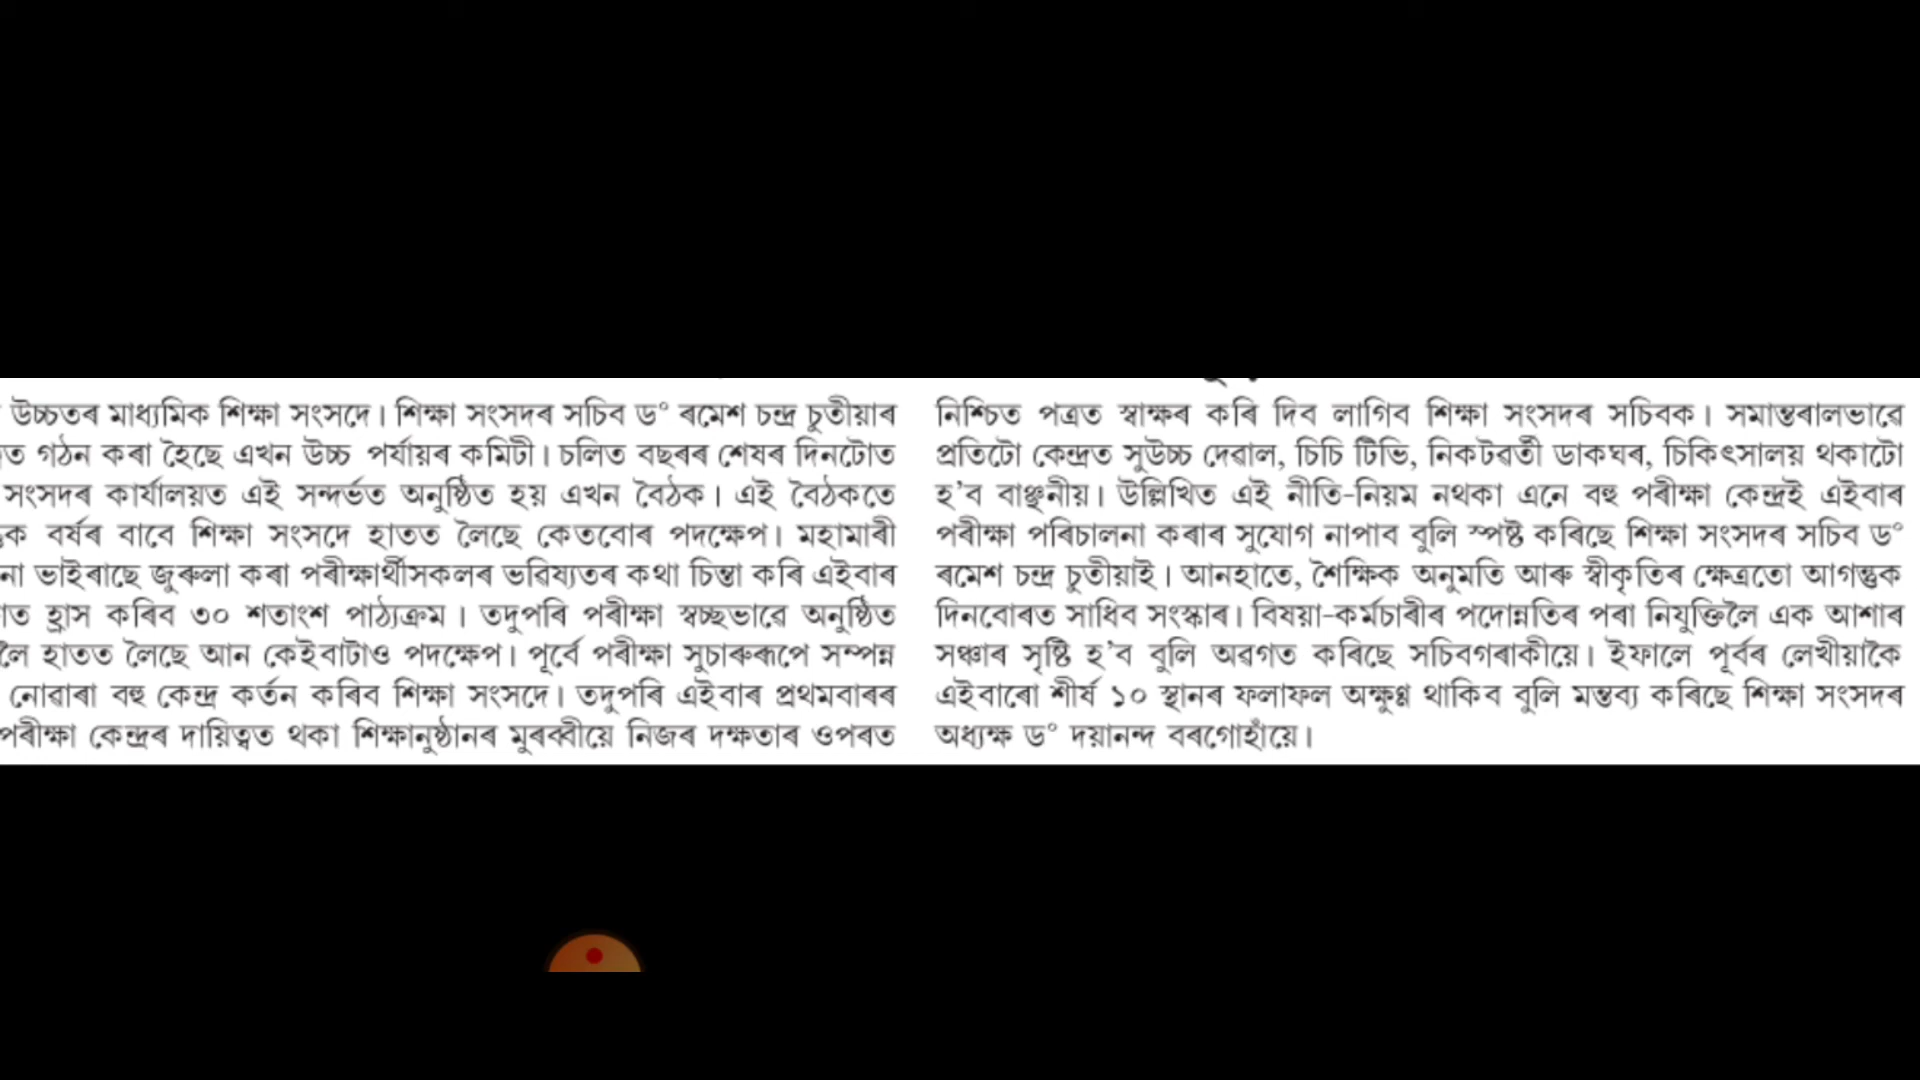 উচ্চতৰ মাধ্যমিক শিক্ষা সংসদে। শিক্ষা সংসদৰ সচিব ড° ৰমেশ চন্দ্ৰ চুতীয়াৰ
গঠন কৰা হৈছে এখন উচ্চ পৰ্যায়ৰ কমিটী। চলিত বছৰৰ শেষৰ দিনটোত
সংসদৰ কাৰ্যালয়ত এই সন্দৰ্ভত অনুষ্ঠিত হয় এখন বৈঠক। এই বৈঠকতে
বৰ্ষৰ বাবে শিক্ষা সংসদে হাতত লৈছে কেতবোৰ পদক্ষেপ। মহামাৰী
ভাইৰাছে জুৰুলা কৰা পৰীক্ষাৰ্থীসকলৰ ভৱিষ্যতৰ কথা চিন্তা কৰি এইবাৰ
হ্ৰাস কৰিব ৩০ শতাংশ পাঠ্যক্ৰম। তদুপৰি পৰীক্ষা স্বচ্ছভাৱে অনুষ্ঠিত
হাতত লৈছে আন কেইবাটাও পদক্ষেপ। পূৰ্বে পৰীক্ষা সুচাৰুৰূপে সম্পন্ন
নোৱাৰা বহু কেন্দ্ৰ কৰ্তন কৰিব শিক্ষা সংসদে। তদুপৰি এইবাৰ প্ৰথমবাৰৰ
পৰীক্ষা কেন্দ্ৰৰ দায়িত্বত থকা শিক্ষানুষ্ঠানৰ মুৰব্বীয়ে নিজৰ দক্ষতাৰ ওপৰত
নিশ্চিত পত্ৰত স্বাক্ষৰ কৰি দিব লাগিব শিক্ষা সংসদৰ সচিবক। সমান্তৰালভাৱে
প্ৰতিটো কেন্দ্ৰত সুউচ্চ দেৱাল, চিচি টিভি, নিকটৱৰ্তী ডাকঘৰ, চিকিৎসালয় থকাটো
হ'ব বাঞ্ছনীয়। উল্লিখিত এই নীতি-নিয়ম নথকা এনে বহু পৰীক্ষা কেন্দ্ৰই এইবাৰ
পৰীক্ষা পৰিচালনা কৰাৰ সুযোগ নাপাব বুলি স্পষ্ট কৰিছে শিক্ষা সংসদৰ সচিব ড°
ৰমেশ চন্দ্ৰ চুতীয়াই। আনহাতে, শৈক্ষিক অনুমতি আৰু স্বীকৃতিৰ ক্ষেত্ৰতো আগন্তুক
দিনবোৰত সাধিব সংস্কাৰ। বিষয়া-কৰ্মচাৰীৰ পদোন্নতিৰ পৰা নিযুক্তিলৈ এক আশাৰ
সঞ্চাৰ সৃষ্টি হ'ব বুলি অৱগত কৰিছে সচিবগৰাকীয়ে। ইফালে পূৰ্বৰ লেখীয়াকৈ
এইবাৰো শীৰ্ষ ১০ স্থানৰ ফলাফল অক্ষুণ্ণ থাকিব বুলি মন্তব্য কৰিছে শিক্ষা সংসদৰ
অধ্যক্ষ ড° দয়ানন্দ বৰগোহাঁয়ে।